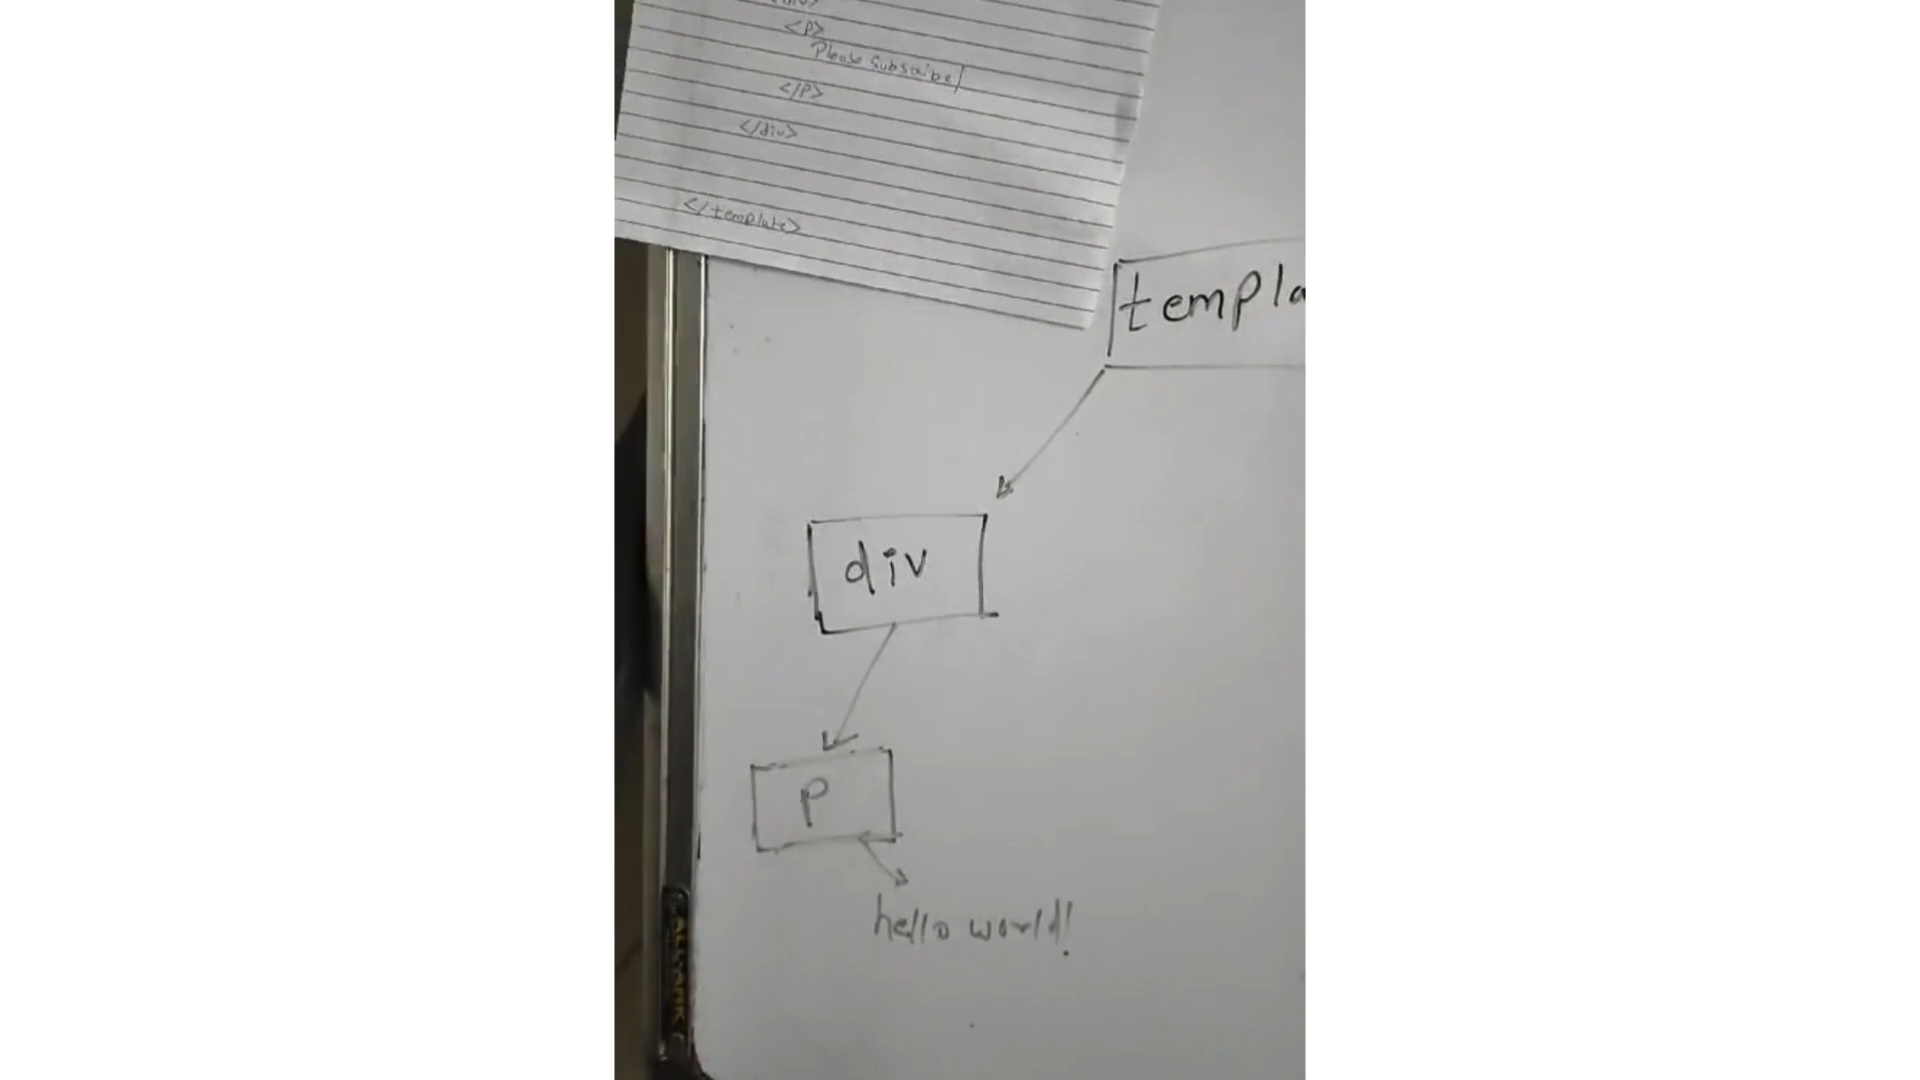 <p>
Please Subscribe!
</p>
</div>
</template>
templa
div
P
hello world!